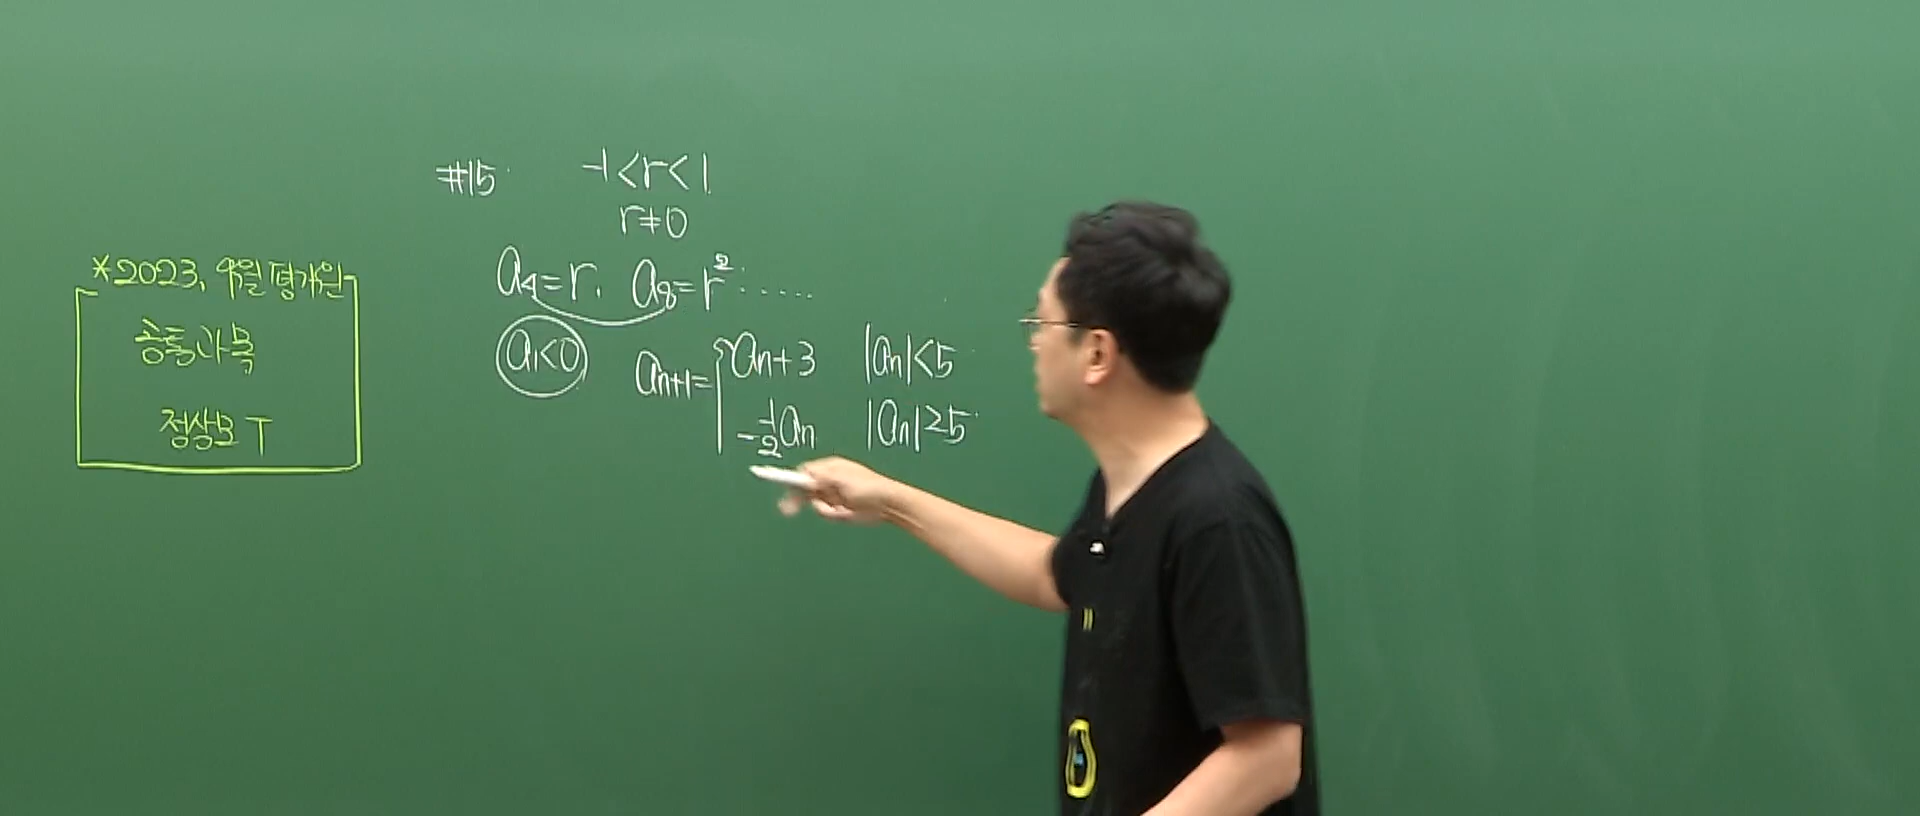 *2023. 9월 평가원
공통과목
정상모 T
#15.
-1<r<1
r≠0
a₄=r, a₈=r² .....
a₁<0
aₙ₊₁= { aₙ+3 |aₙ|<5
-½aₙ |aₙ|≥5